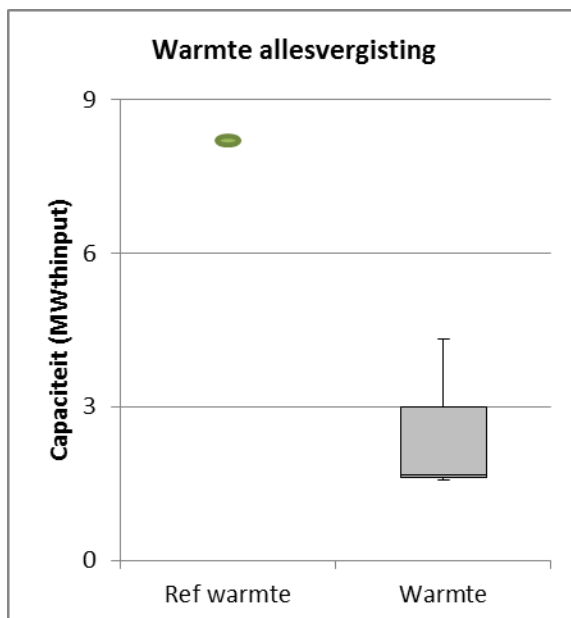 Warmte allesvergisting
Capaciteit (MWthinput)
9
6
3
0
Ref warmte
Warmte